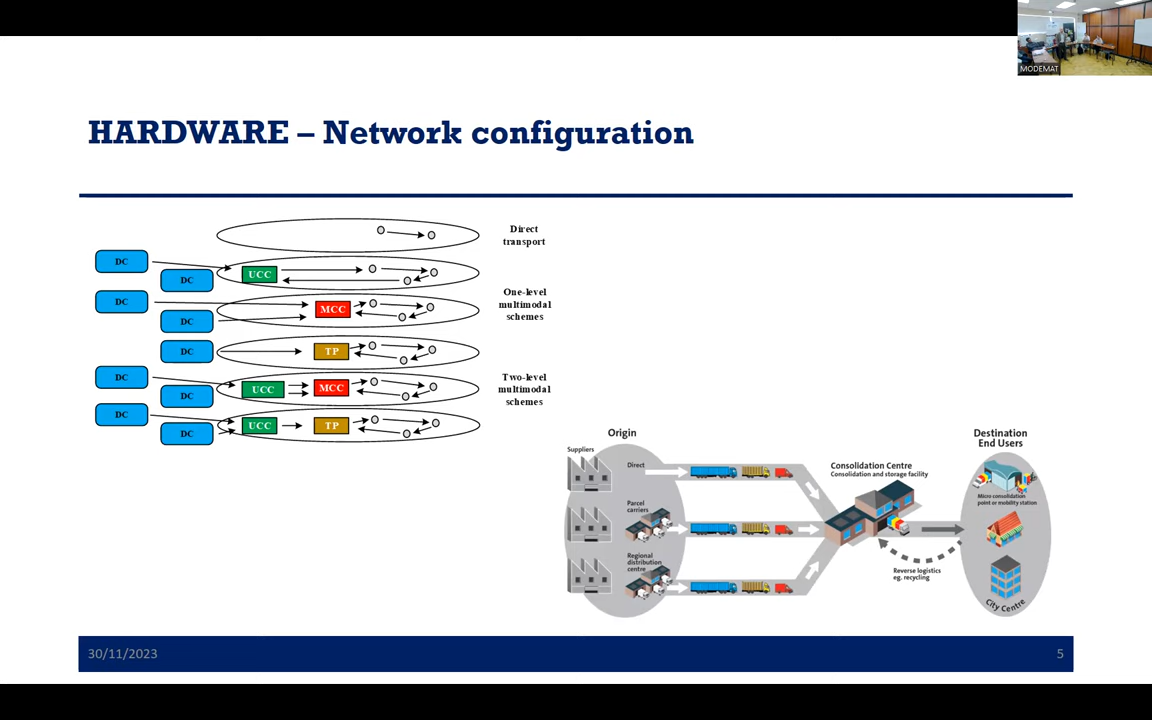 MODEMAT
HARDWARE – Network configuration
Direct
transport
DC
UCC
DC
One-level
multimodal
schemes
DC
MCC
DC
DC
TP
Two-level
multimodal
schemes
DC
UCC
MCC
DC
DC
UCC
TP
DC
Origin
Suppliers
Direct
Parcel
carriers
Regional
distribution
centre
Consolidation Centre
Consolidation and storage facility
Reverse logistics
eg. recycling
Destination
End Users
Micro consolidation
point or mobility station
City Centre
30/11/2023
5